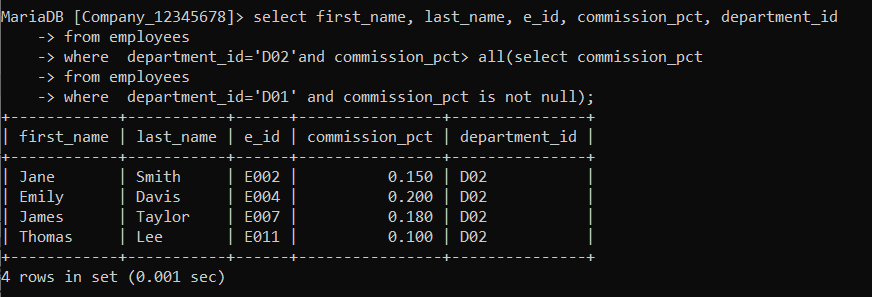 MariaDB [Company_12345678]> select first_name, last_name, e_id, commission_pct, department_id
    -> from employees
    -> where  department_id='D02'and commission_pct> all(select commission_pct
    -> from employees
    -> where  department_id='D01' and commission_pct is not null);
+------------+-----------+------+----------------+---------------+
| first_name | last_name | e_id | commission_pct | department_id |
+------------+-----------+------+----------------+---------------+
| Jane       | Smith     | E002 |          0.150 | D02           |
| Emily      | Davis     | E004 |          0.200 | D02           |
| James      | Taylor    | E007 |          0.180 | D02           |
| Thomas     | Lee       | E011 |          0.100 | D02           |
+------------+-----------+------+----------------+---------------+
4 rows in set (0.001 sec)